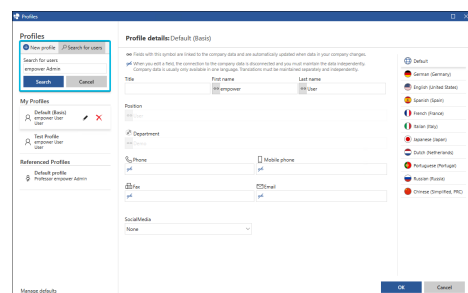 Profiles
Profiles
New profile
Search for users
Search for users
empower Admin
Search
Cancel
My Profiles
Default (Basis)
empower User
User
Test Profile
empower User
User
Referenced Profiles
Default profile
Professor empower Admin
Manage defaults
Profile details: Default (Basis)
Fields with this symbol are linked to the company data and are automatically updated when data in your company changes.
When you edit a field, the connection to the company data is disconnected and you must maintain the data independently.
Company data is usually only available in one language. Translations must be maintained separately and independently.
Title
First name
Last name
empower
User
Position
User
Department
Phone
Mobile phone
Fax
Email
SocialMedia
None
Default
German (Germany)
English (United States)
Spanish (Spain)
French (France)
Italian (Italy)
Japanese (Japan)
Dutch (Netherlands)
Portuguese (Portugal)
Russian (Russia)
Chinese (Simplified, PRC)
OK
Cancel